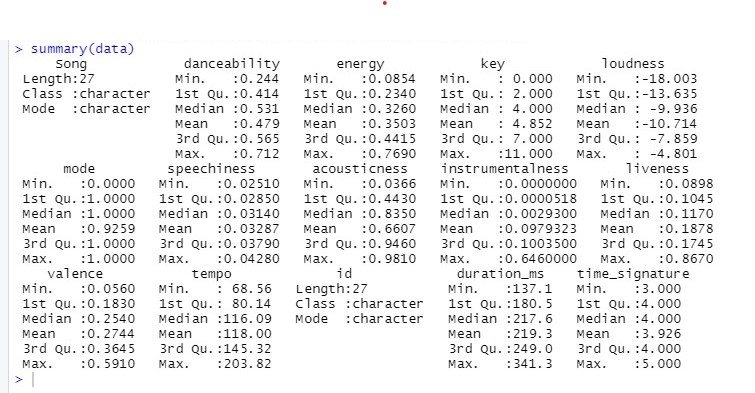 > summary(data)
Song danceability energy key loudness
Length:27 Min. :0.244 Min. :0.0854 Min. : 0.000 Min. :-18.003
Class :character 1st Qu.:0.414 1st Qu.:0.2340 1st Qu.: 2.000 1st Qu.:-13.635
Mode :character Median :0.531 Median :0.3260 Median : 4.000 Median : -9.936
Mean :0.479 Mean :0.3503 Mean : 4.852 Mean :-10.714
3rd Qu.:0.565 3rd Qu.:0.4415 3rd Qu.: 7.000 3rd Qu.: -7.859
Max. :0.712 Max. :0.7690 Max. :11.000 Max. : -4.801
mode speechiness acousticness instrumentalness liveness
Min. :0.0000 Min. :0.02510 Min. :0.0366 Min. :0.0000000 Min. :0.0898
1st Qu.:1.0000 1st Qu.:0.02850 1st Qu.:0.4430 1st Qu.:0.0000518 1st Qu.:0.1045
Median :1.0000 Median :0.03140 Median :0.8350 Median :0.0029300 Median :0.1170
Mean :0.9259 Mean :0.03287 Mean :0.6607 Mean :0.0979323 Mean :0.1878
3rd Qu.:1.0000 3rd Qu.:0.03790 3rd Qu.:0.9460 3rd Qu.:0.1003500 3rd Qu.:0.1745
Max. :1.0000 Max. :0.04280 Max. :0.9810 Max. :0.6460000 Max. :0.8670
valence tempo id duration_ms time_signature
Min. :0.0560 Min. : 68.56 Length:27 Min. :137.1 Min. :3.000
1st Qu.:0.1830 1st Qu.: 80.14 Class :character 1st Qu.:180.5 1st Qu.:4.000
Median :0.2540 Median :116.09 Mode :character Median :217.6 Median :4.000
Mean :0.2744 Mean :118.00 Mean :219.3 Mean :3.926
3rd Qu.:0.3645 3rd Qu.:145.32 3rd Qu.:249.0 3rd Qu.:4.000
Max. :0.5910 Max. :203.82 Max. :341.3 Max. :5.000
>